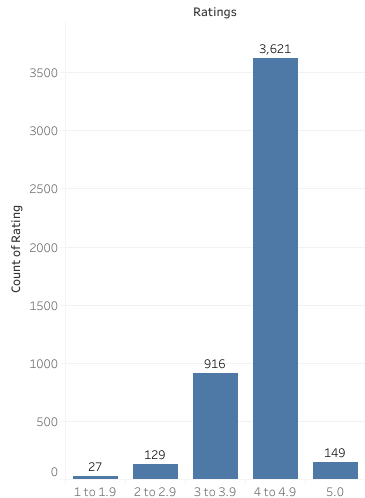 Ratings
Count of Rating
3500
3000
2500
2000
1500
1000
500
0
27
129
916
3,621
149
1 to 1.9
2 to 2.9
3 to 3.9
4 to 4.9
5.0